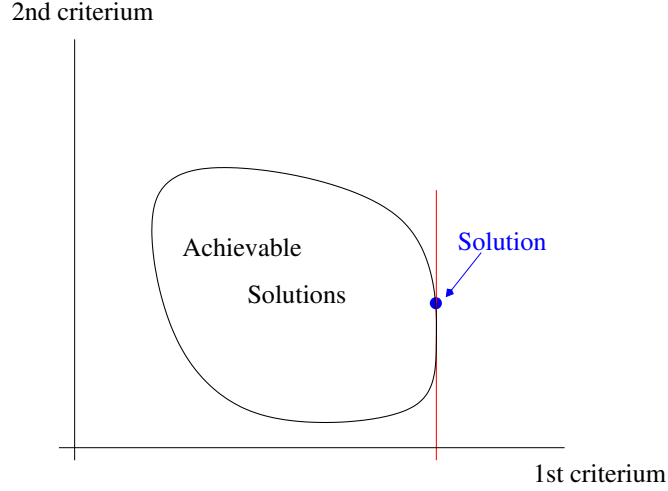 2nd criterium
Solution
Achievable
Solutions
1st criterium